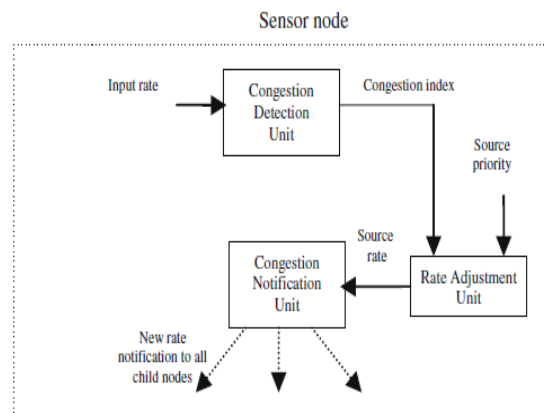 Sensor node
Input rate
Congestion
Detection
Unit
Congestion index
Source
priority
Source
rate
Congestion
Notification
Unit
Rate Adjustment
Unit
New rate
notification to all
child nodes